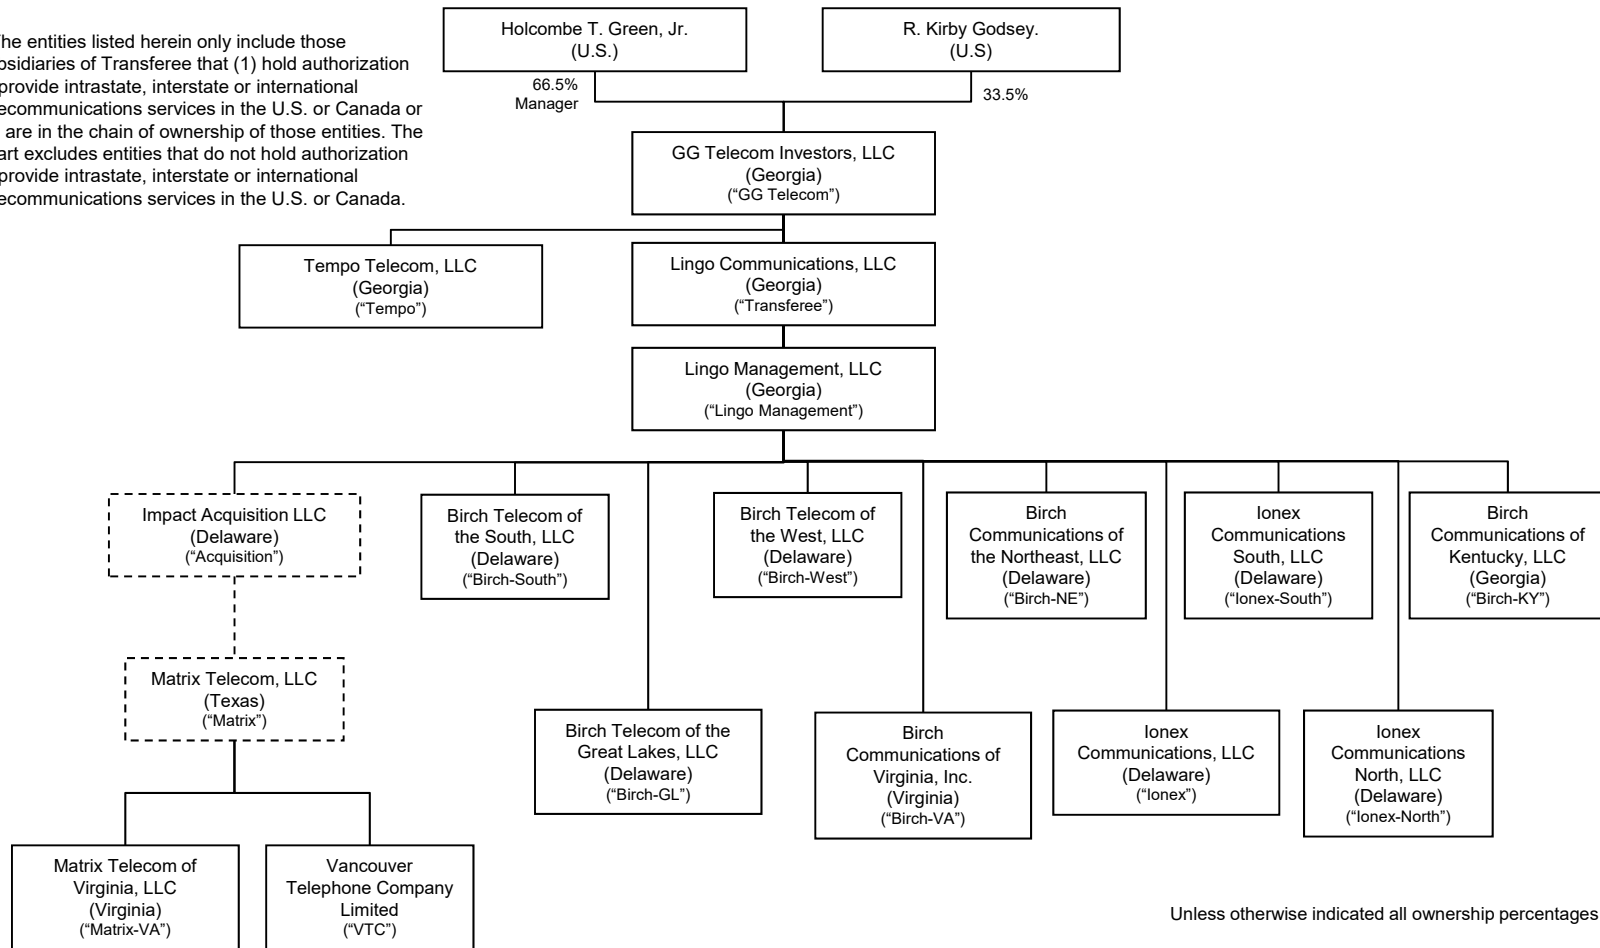 Holcombe T. Green, Jr.
(U.S.)
R. Kirby Godsey.
(U.S)
he entities listed herein only include those
bsidiaries of Transferee that (1) hold authorization
provide intrastate, interstate or international
ecommunications services in the U.S. or Canada or
are in the chain of ownership of those entities. The
art excludes entities that do not hold authorization
provide intrastate, interstate or international
ecommunications services in the U.S. or Canada.
66.5%
Manager
33.5%
GG Telecom Investors, LLC
(Georgia)
(“GG Telecom”)
Tempo Telecom, LLC
(Georgia)
(“Tempo”)
Lingo Communications, LLC
(Georgia)
(“Transferee”)
Lingo Management, LLC
(Georgia)
(“Lingo Management”)
Impact Acquisition LLC
(Delaware)
(“Acquisition”)
Birch Telecom of
the South, LLC
(Delaware)
(“Birch-South”)
Birch Telecom of
the West, LLC
(Delaware)
(“Birch-West”)
Birch
Communications of
the Northeast, LLC
(Delaware)
(“Birch-NE”)
Ionex
Communications
South, LLC
(Delaware)
(“Ionex-South”)
Birch
Communications of
Kentucky, LLC
(Georgia)
(“Birch-KY”)
Matrix Telecom, LLC
(Texas)
(“Matrix”)
Birch Telecom of the
Great Lakes, LLC
(Delaware)
(“Birch-GL”)
Birch
Communications of
Virginia, Inc.
(Virginia)
(“Birch-VA”)
Ionex
Communications, LLC
(Delaware)
(“Ionex”)
Ionex
Communications
North, LLC
(Delaware)
(“Ionex-North”)
Matrix Telecom of
Virginia, LLC
(Virginia)
(“Matrix-VA”)
Vancouver
Telephone Company
Limited
(“VTC”)
Unless otherwise indicated all ownership percentages